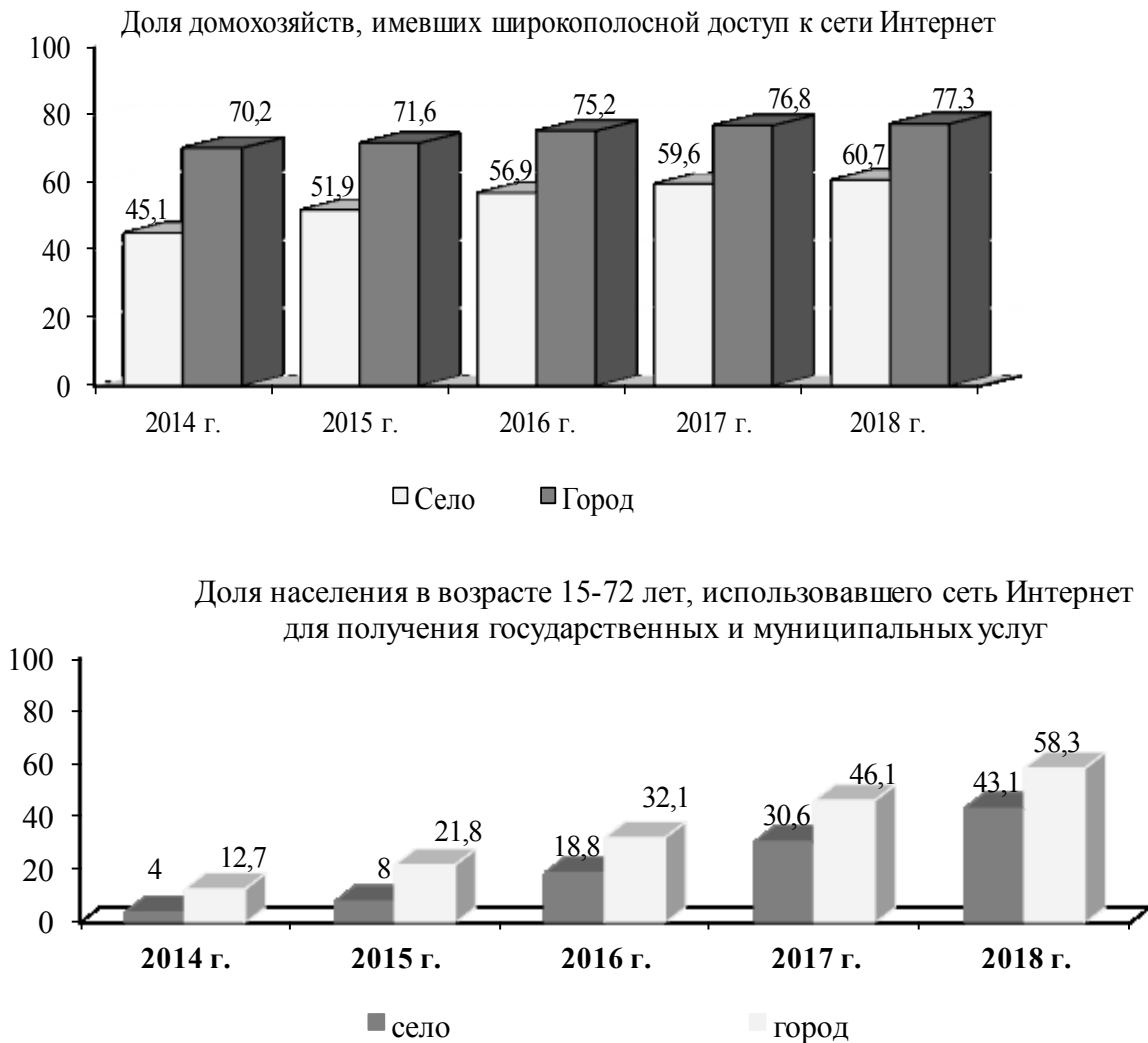 Доля домохозяйств, имевших широкополосной доступ к сети Интернет
100
80
60
40
20
0
45,1
70,2
51,9
71,6
56,9
75,2
59,6
76,8
60,7
77,3
2014 г.
2015 г.
2016 г.
2017 г.
2018 г.
Село
Город
Доля населения в возрасте 15-72 лет, использовавшего сеть Интернет
для получения государственных и муниципальных услуг
100
80
60
40
20
0
4
12,7
8
21,8
18,8
32,1
30,6
46,1
43,1
58,3
2014 г.
2015 г.
2016 г.
2017 г.
2018 г.
село
город